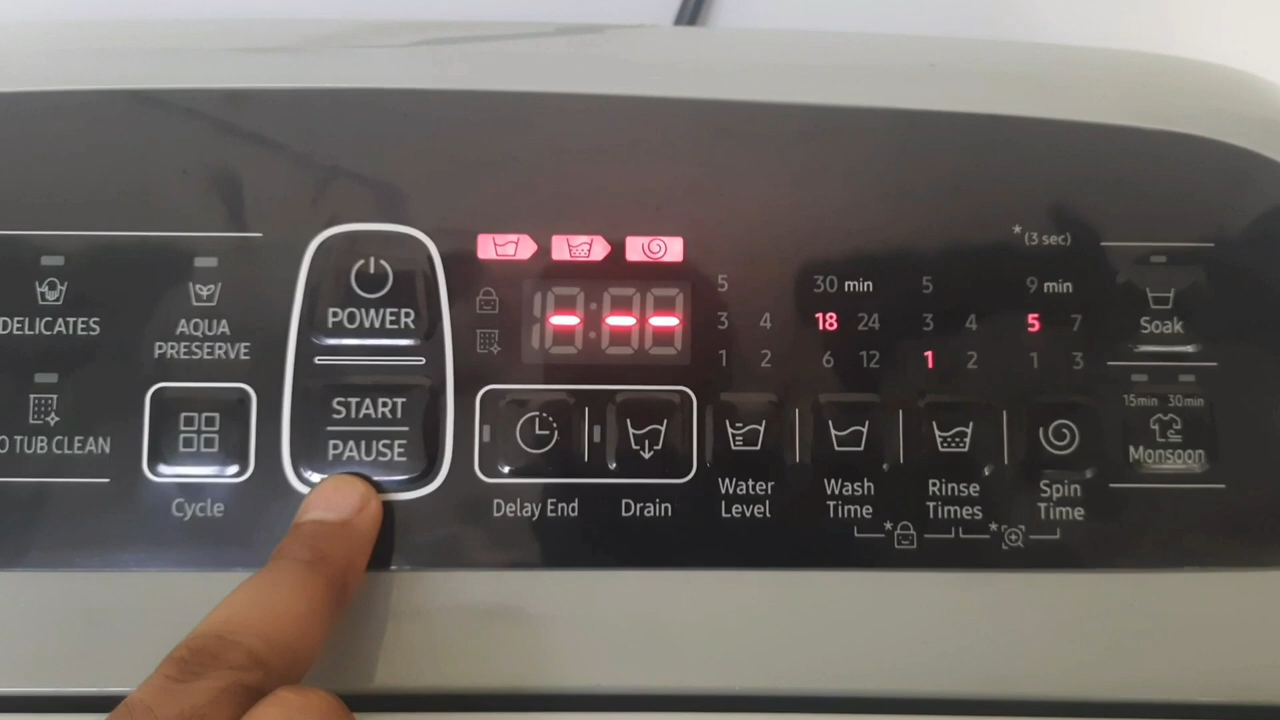 DELICATES
AQUA
PRESERVE
O TUB CLEAN
Cycle
POWER
START
PAUSE
- - -
Delay End
Drain
5
3 4
1 2
Water
Level
30 min
18 24
6 12
Wash
Time
5
3 4
1 2
Rinse
Times
*(3 sec)
9 min
5 7
1 3
Spin
Time
*
*
Soak
15min 30min
Monsoon